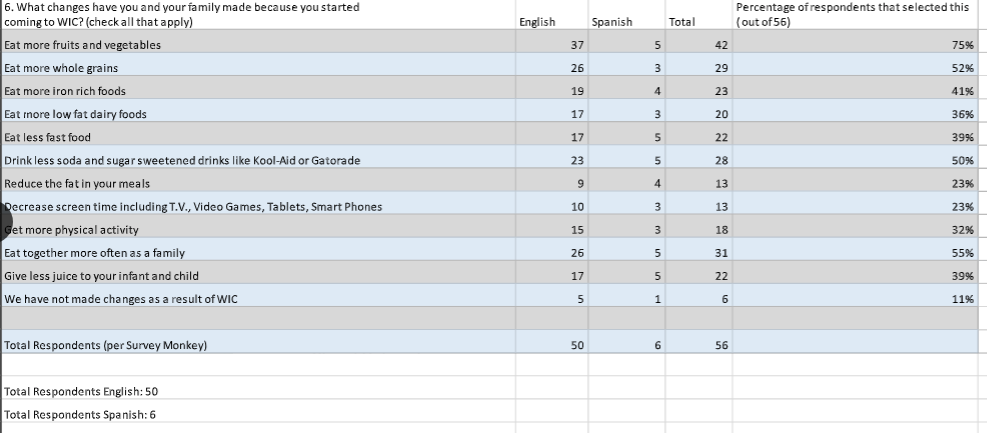 6. What changes have you and your family made because you started
coming to WIC? (check all that apply) English Spanish Total Percentage of respondents that selected this
(out of 56)
Eat more fruits and vegetables 37 5 42 75%
Eat more whole grains 26 3 29 52%
Eat more iron rich foods 19 4 23 41%
Eat more low fat dairy foods 17 3 20 36%
Eat less fast food 17 5 22 39%
Drink less soda and sugar sweetened drinks like Kool-Aid or Gatorade 23 5 28 50%
Reduce the fat in your meals 9 4 13 23%
Decrease screen time including T.V., Video Games, Tablets, Smart Phones 10 3 13 23%
Get more physical activity 15 3 18 32%
Eat together more often as a family 26 5 31 55%
Give less juice to your infant and child 17 5 22 39%
We have not made changes as a result of WIC 5 1 6 11%
Total Respondents (per Survey Monkey) 50 6 56
Total Respondents English: 50
Total Respondents Spanish: 6